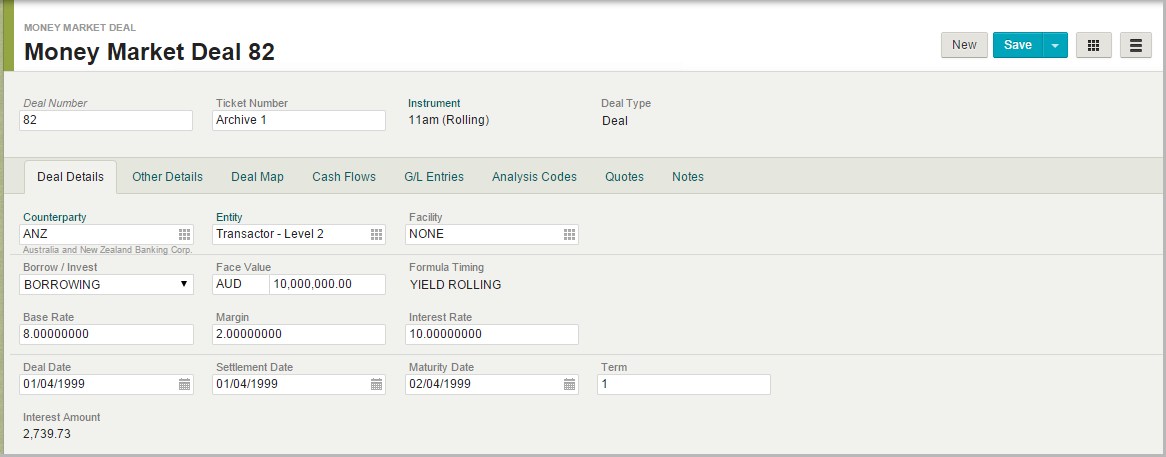 MONEY MARKET DEAL
Money Market Deal 82
New Save
Deal Number Ticket Number Instrument Deal Type
82 Archive 1 11am (Rolling) Deal
Deal Details Other Details Deal Map Cash Flows G/L Entries Analysis Codes Quotes Notes
Counterparty Entity Facility
ANZ Transactor - Level 2 NONE
Australia and New Zealand Banking Corp.
Borrow / Invest Face Value Formula Timing
BORROWING AUD 10,000,000.00 YIELD ROLLING
Base Rate Margin Interest Rate
8.00000000 2.00000000 10.00000000
Deal Date Settlement Date Maturity Date Term
01/04/1999 01/04/1999 02/04/1999 1
Interest Amount
2,739.73